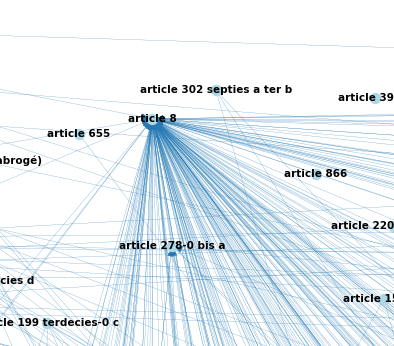 article 302 septies a ter b
article 39
article 8
article 655
abrogé)
article 866
article 220
article 278-0 bis a
cies d
article 15
cle 199 terdecies-0 c